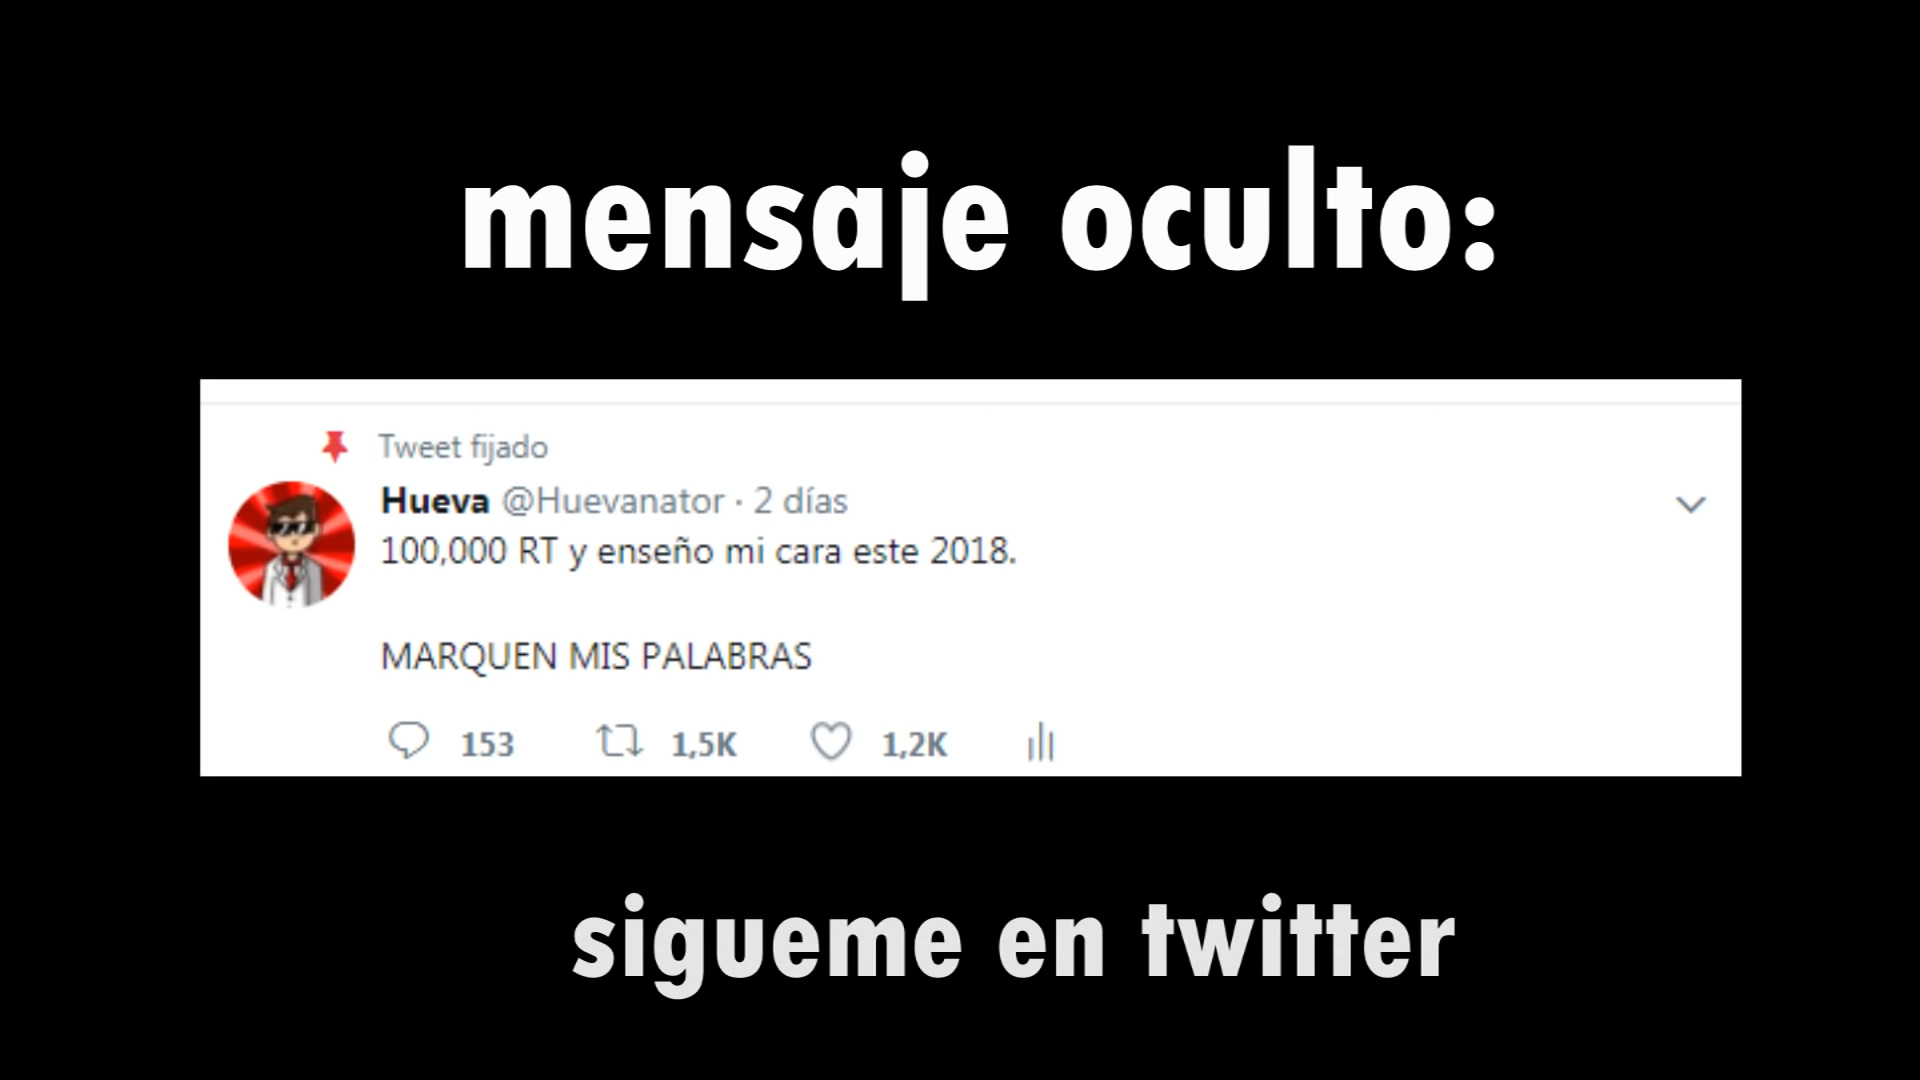 mensaje oculto:
Tweet fijado
Hueva @Huevanator · 2 días
100,000 RT y enseño mi cara este 2018.
MARQUEN MIS PALABRAS
153 1,5K 1,2K
sigueme en twitter